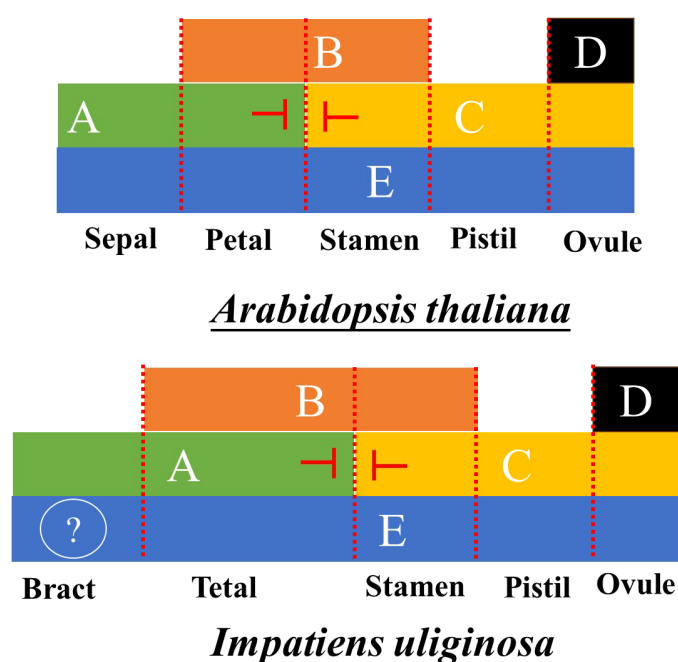 B D
A C
E
Sepal Petal Stamen Pistil Ovule
Arabidopsis thaliana
B D
A C
? E
Bract Tetal Stamen Pistil Ovule
Impatiens uliginosa